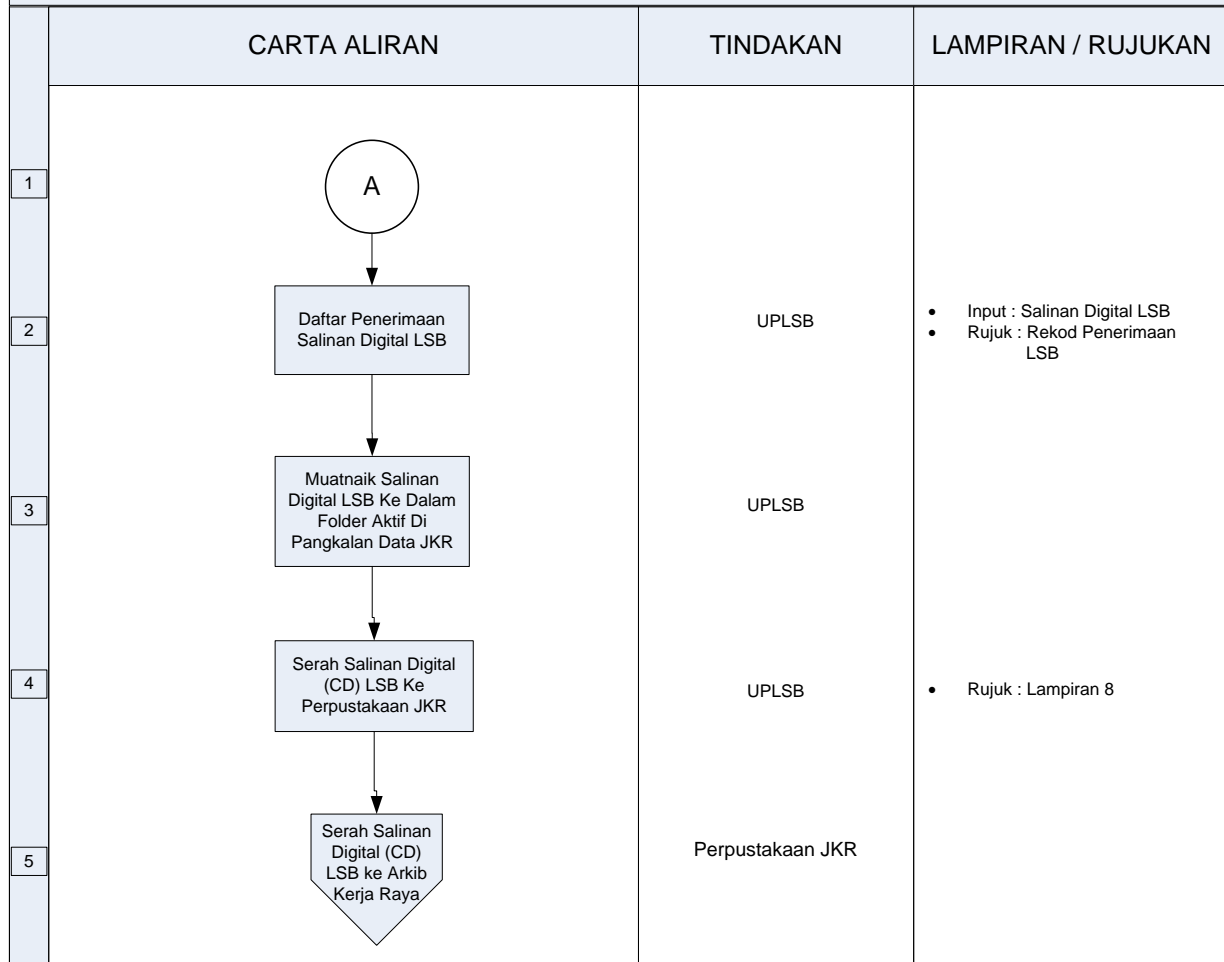 CARTA ALIRAN
TINDAKAN
LAMPIRAN / RUJUKAN
1
A
2
Daftar Penerimaan
Salinan Digital LSB
UPLSB
• Input : Salinan Digital LSB
• Rujuk : Rekod Penerimaan
LSB
3
Muatnaik Salinan
Digital LSB Ke Dalam
Folder Aktif Di
Pangkalan Data JKR
UPLSB
4
Serah Salinan Digital
(CD) LSB Ke
Perpustakaan JKR
UPLSB
• Rujuk : Lampiran 8
5
Serah Salinan
Digital (CD)
LSB ke Arkib
Kerja Raya
Perpustakaan JKR